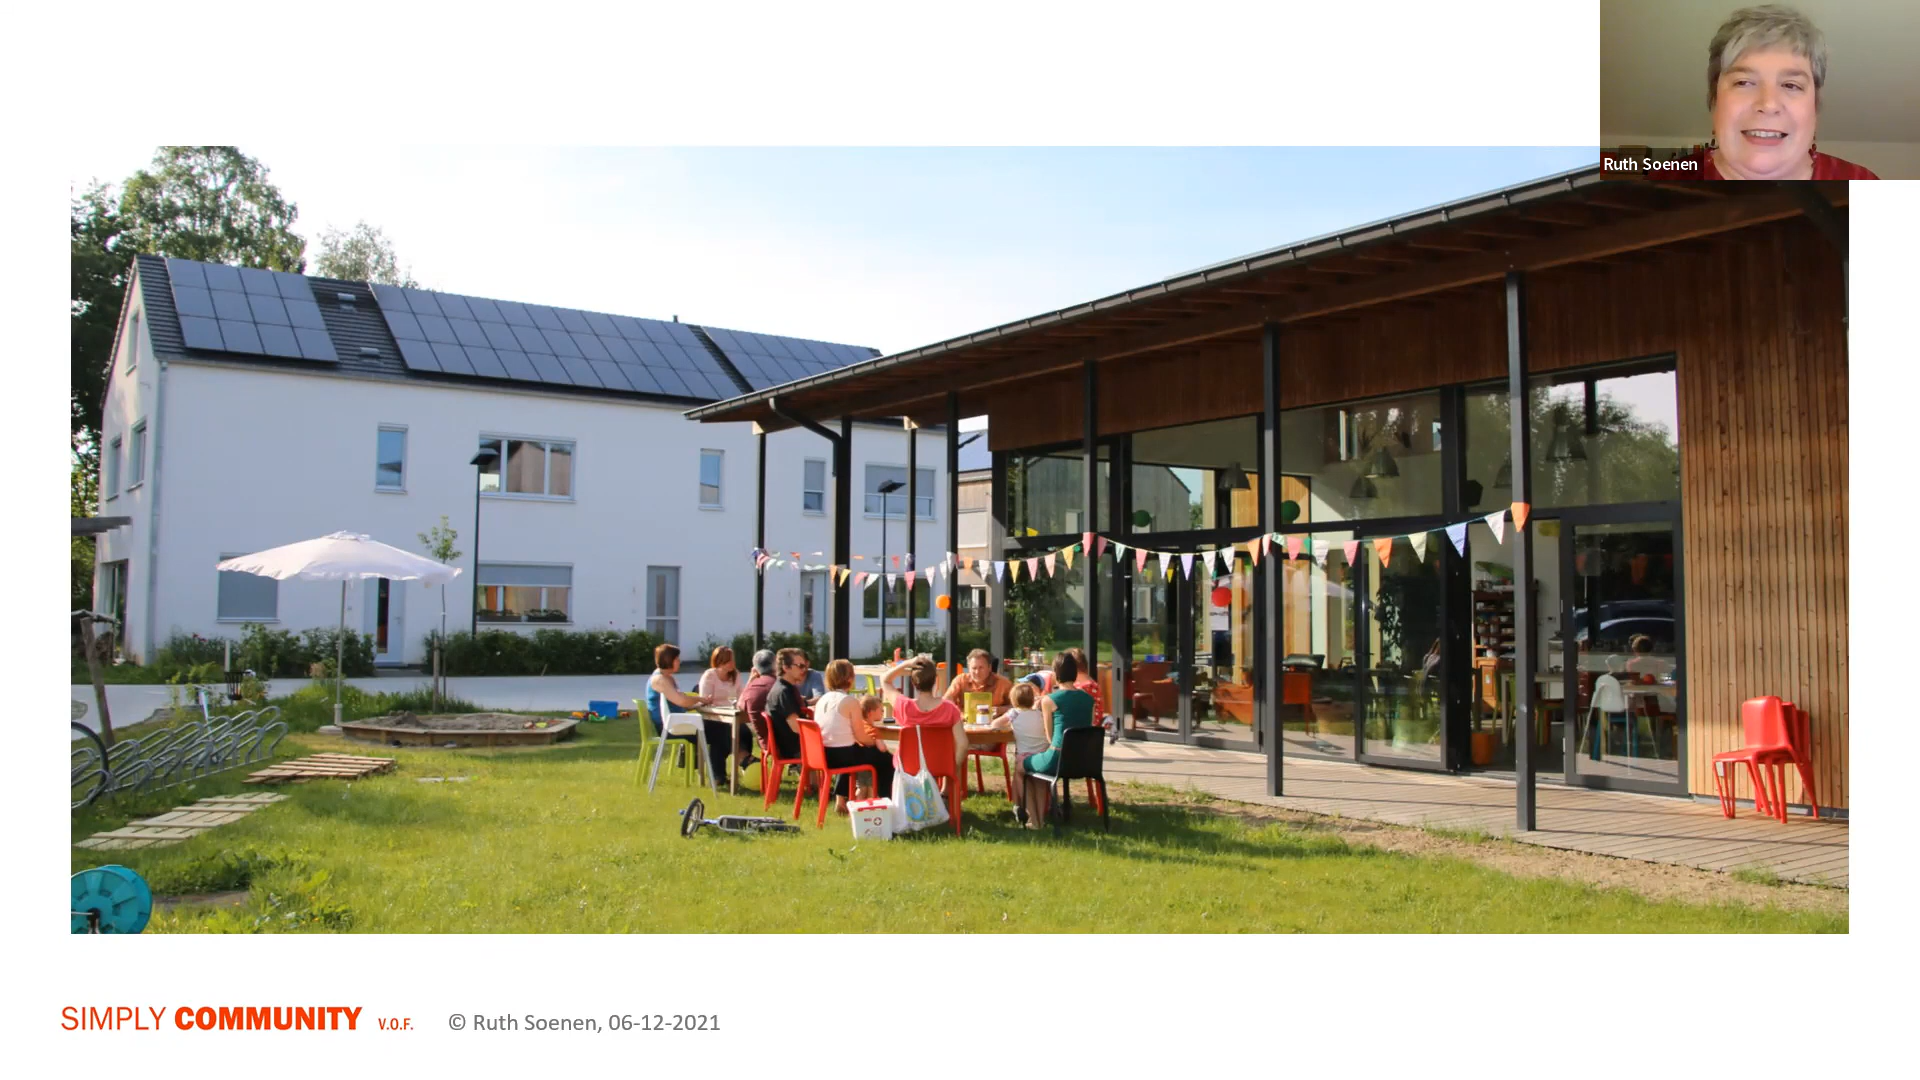 Ruth Soenen
SIMPLY COMMUNITY V.O.F. © Ruth Soenen, 06-12-2021